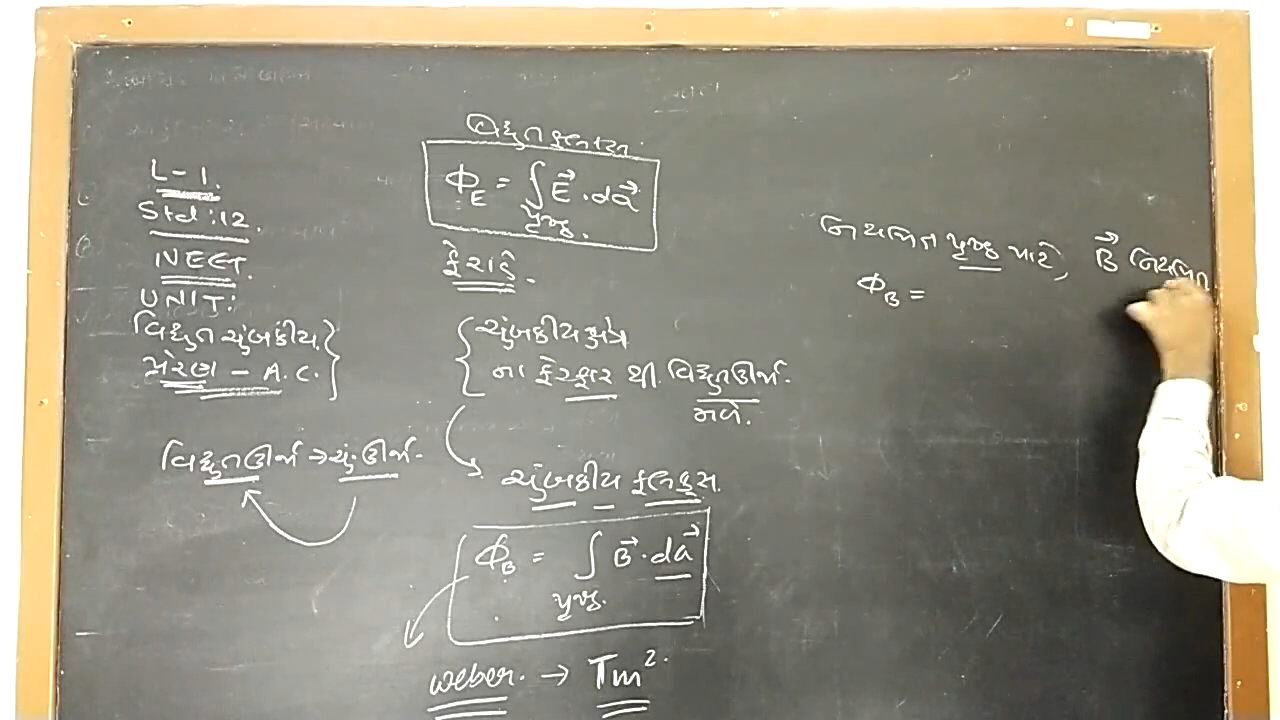 L-1.
Std:12.
NEET.
UNIT:
વિદ્યુતચુંબકીય
પ્રેરણ - A.C.
વિદ્યુતઊર્જા → ચું.ઊર્જા.
વિદ્યુત ફ્લક્સ
Φ_E = ∫ E⃗ · da⃗
પૃષ્ઠ.
ફેરાડે.
ચુંબકીય ક્ષેત્ર
ના ફેરફાર થી વિદ્યુતઊર્જા.
મળે.
ચુંબકીય ફ્લક્સ.
Φ_B = ∫ B⃗ · da⃗
પૃષ્ઠ.
weber. → Tm².
નિયમિત પૃષ્ઠ માટે, B⃗ નિયમિત
Φ_B =